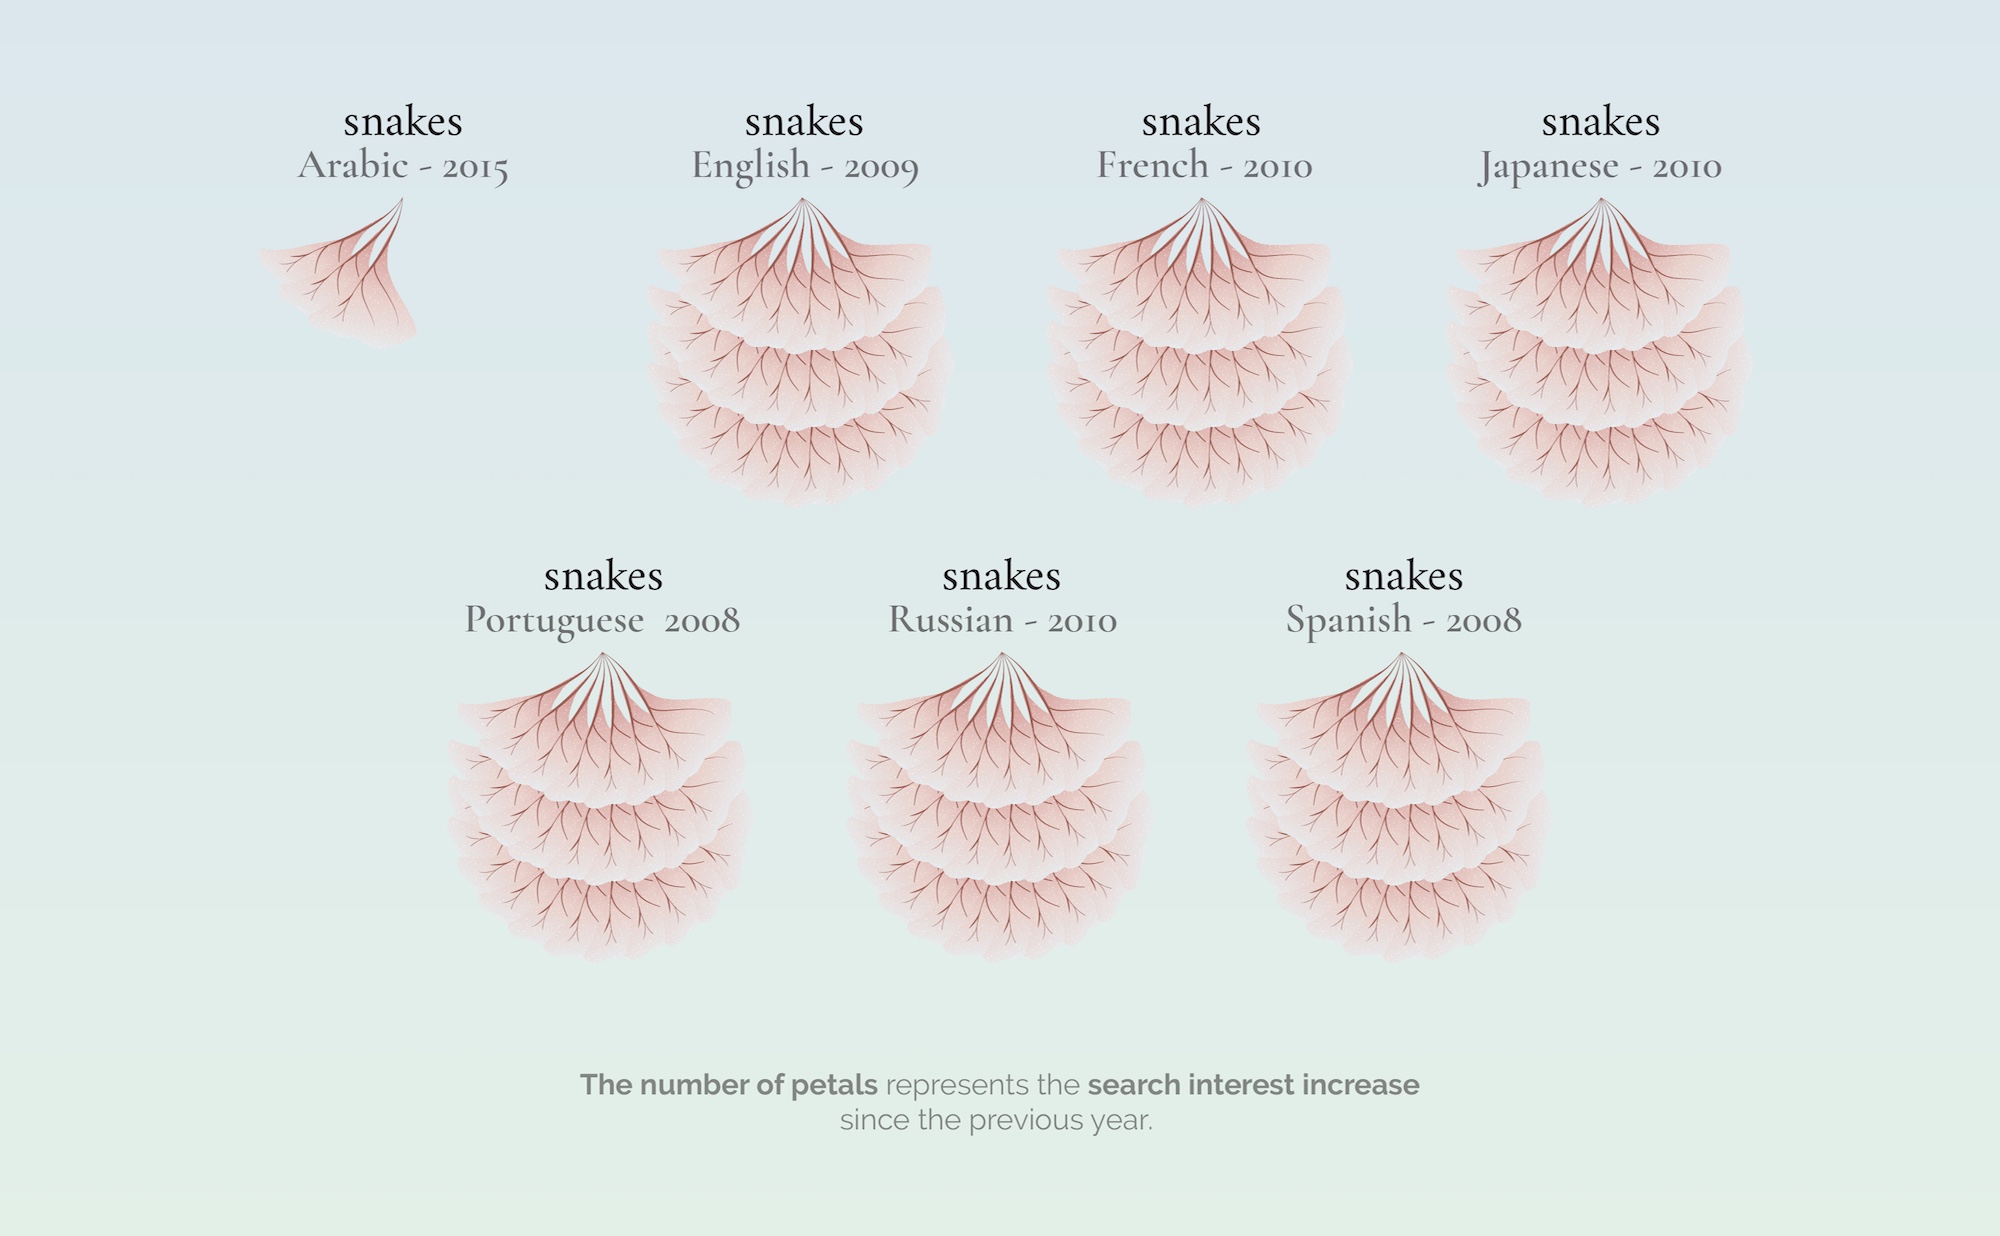 snakes
Arabic - 2015
snakes
English - 2009
snakes
French - 2010
snakes
Japanese - 2010
snakes
Portuguese 2008
snakes
Russian - 2010
snakes
Spanish - 2008
The number of petals represents the search interest increase
since the previous year.